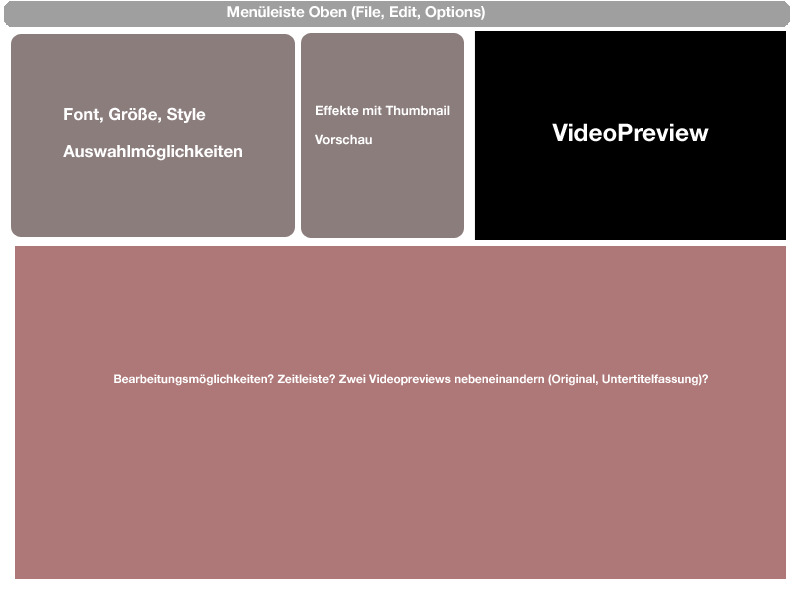 Menüleiste Oben (File, Edit, Options)
Font, Größe, Style
Auswahlmöglichkeiten
Effekte mit Thumbnail
Vorschau
VideoPreview
Bearbeitungsmöglichkeiten? Zeitleiste? Zwei Videopreviews nebeneinandern (Original, Untertitelfassung)?